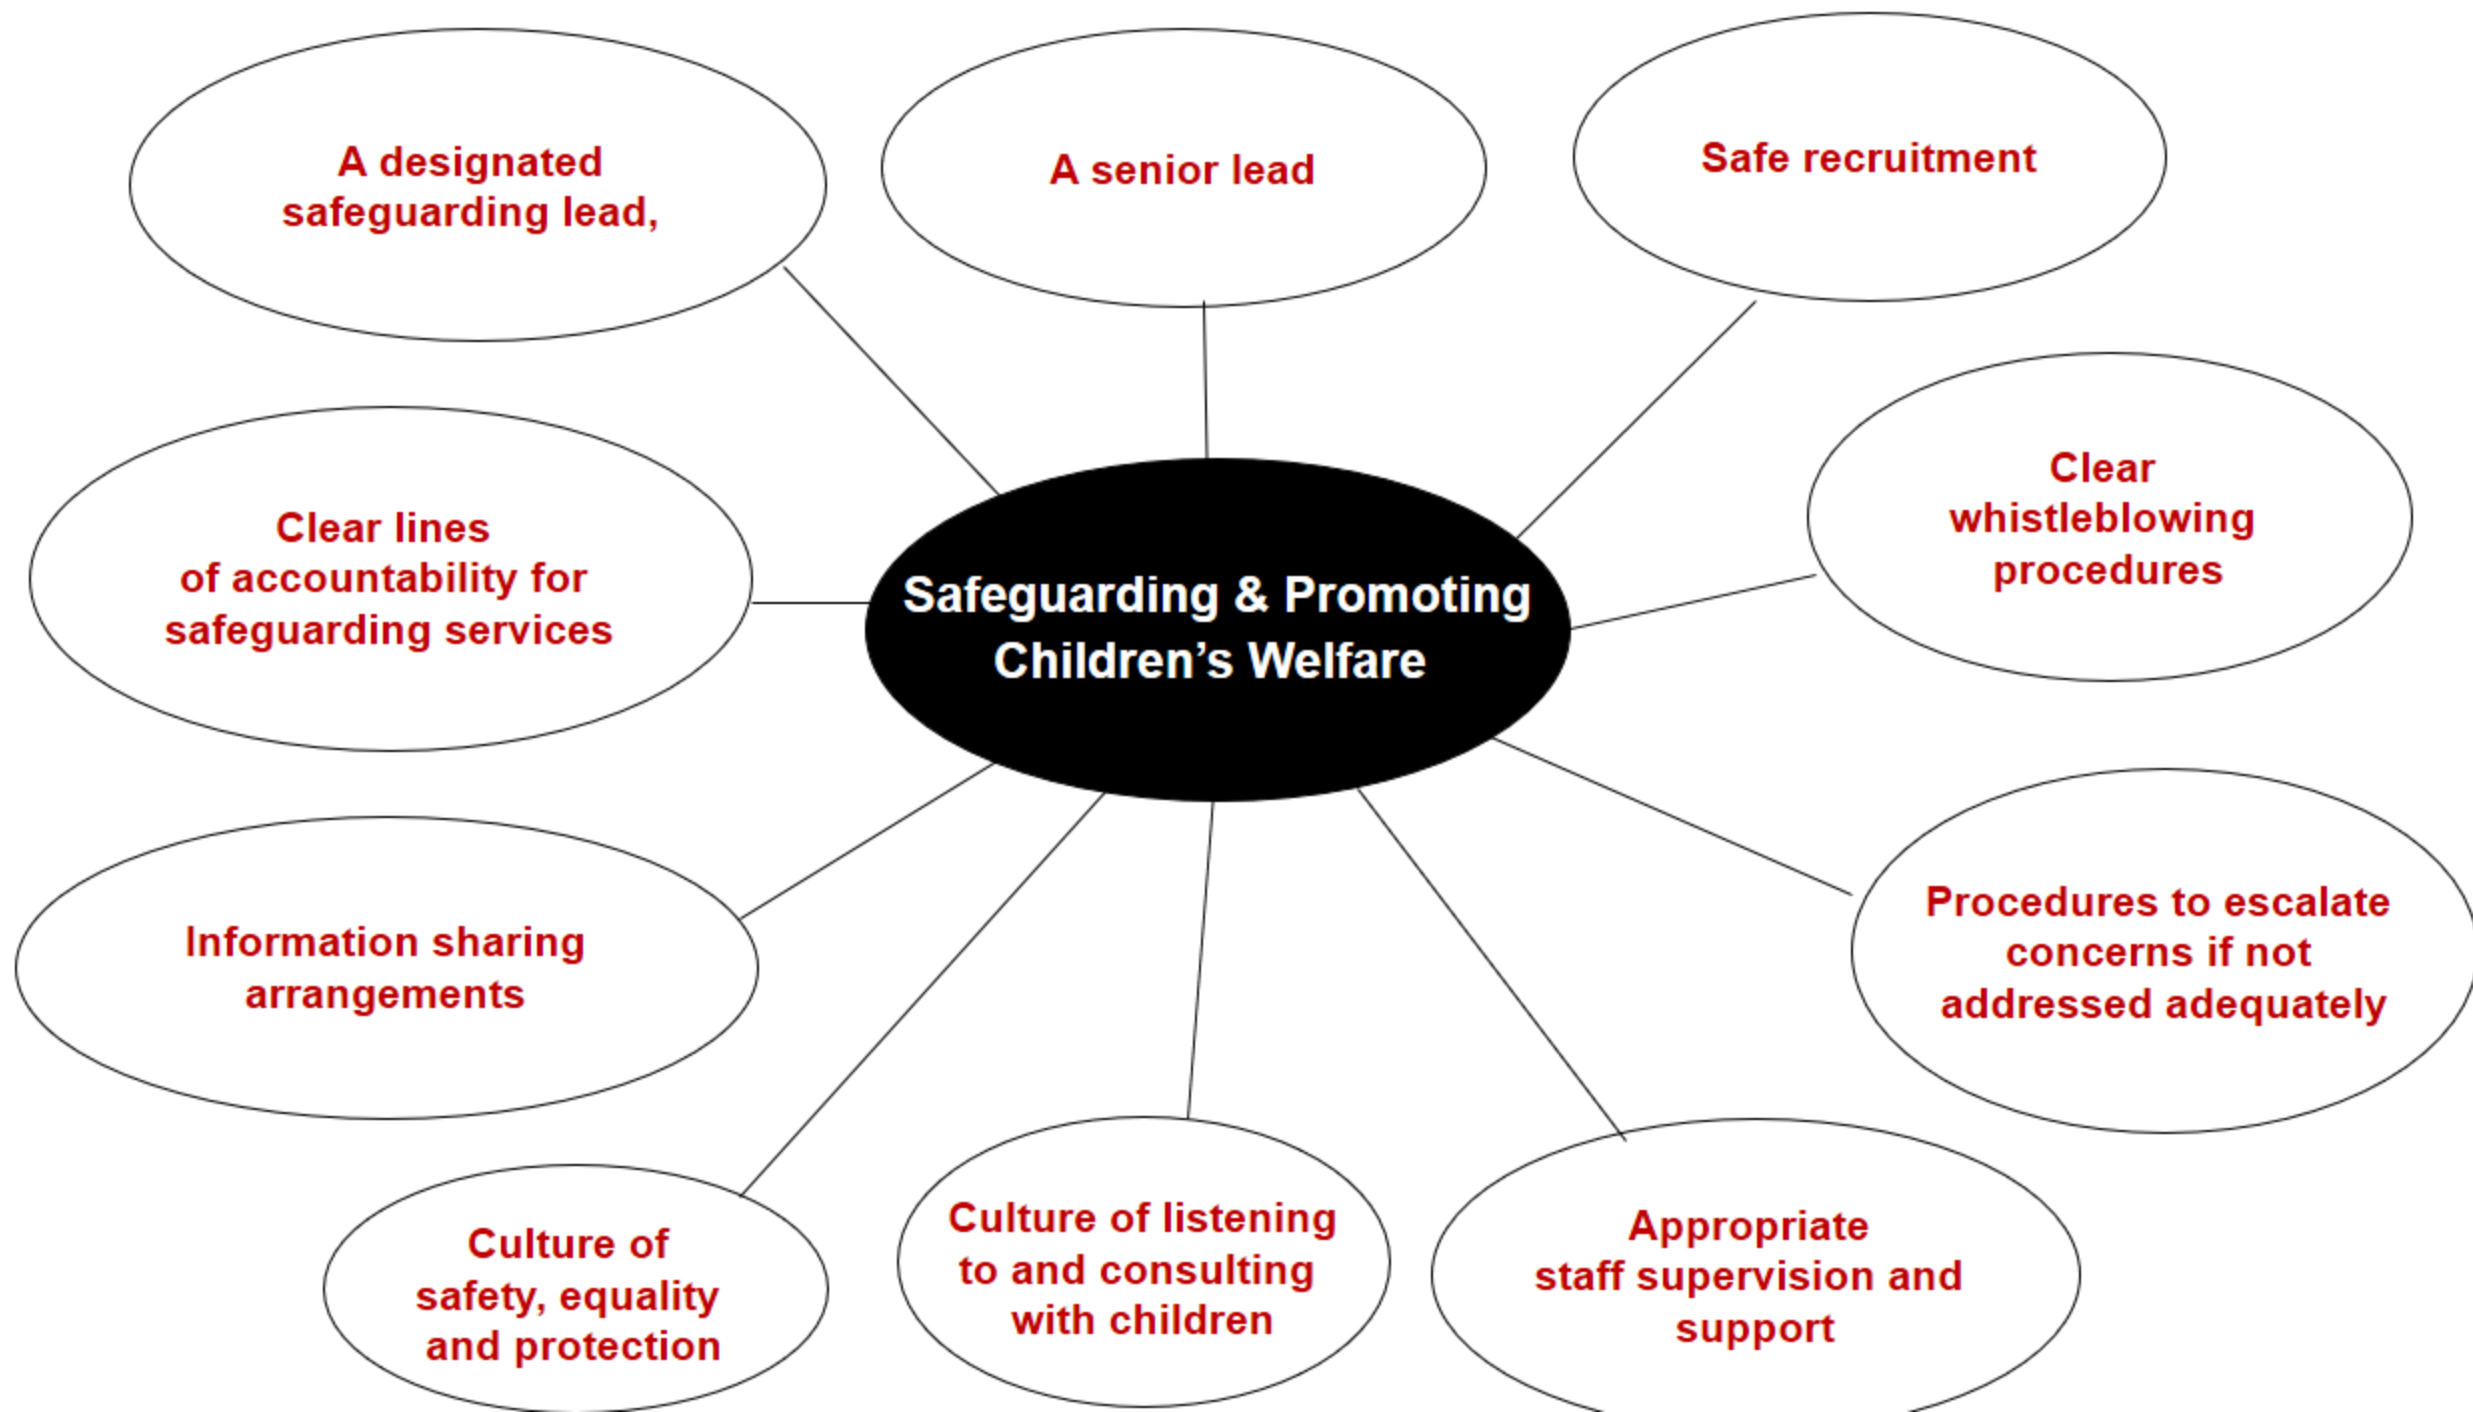 A designated
safeguarding lead,
A senior lead
Safe recruitment
Clear
whistleblowing
procedures
Clear lines
of accountability for
safeguarding services
Safeguarding & Promoting
Children’s Welfare
Information sharing
arrangements
Procedures to escalate
concerns if not
addressed adequately
Culture of
safety, equality
and protection
Culture of listening
to and consulting
with children
Appropriate
staff supervision and
support